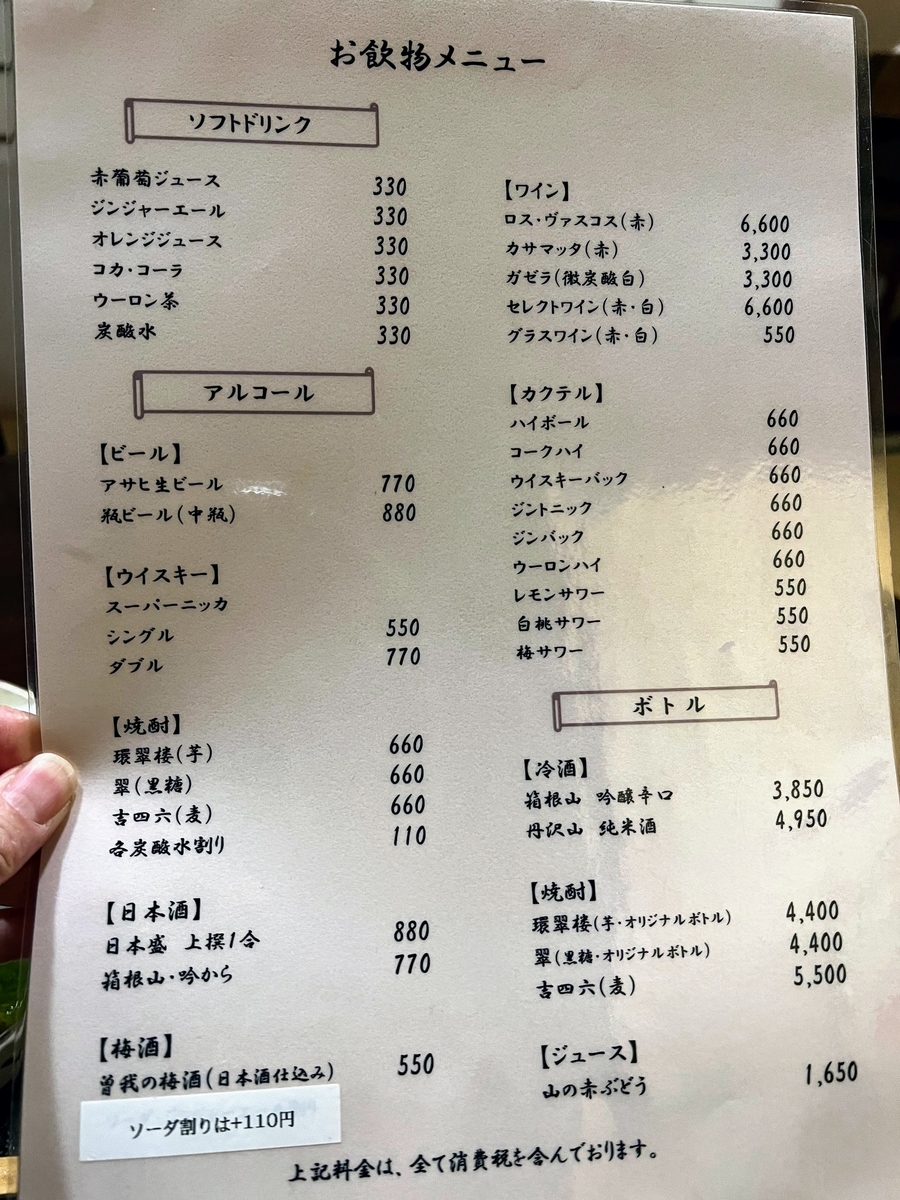 お飲物メニュー
ソフトドリンク
赤葡萄ジュース 330
ジンジャーエール 330
オレンジジュース 330
コカ・コーラ 330
ウーロン茶 330
炭酸水 330
アルコール
【ビール】
アサヒ生ビール 770
瓶ビール(中瓶) 880
【ウイスキー】
スーパーニッカ
シングル 550
ダブル 770
【焼酎】
環翠楼(芋) 660
翠(黒糖) 660
吉四六(麦) 660
各炭酸水割り 110
【日本酒】
日本盛 上撰1合 880
箱根山・吟から 770
【梅酒】
曽我の梅酒(日本酒仕込み) 550
ソーダ割りは+110円
【ワイン】
ロス・ヴァスコス(赤) 6,600
カサマッタ(赤) 3,300
ガゼラ(微炭酸白) 3,300
セレクトワイン(赤・白) 6,600
グラスワイン(赤・白) 550
【カクテル】
ハイボール 660
コークハイ 660
ウイスキーバック 660
ジントニック 660
ジンバック 660
ウーロンハイ 660
レモンサワー 550
白桃サワー 550
梅サワー 550
ボトル
【冷酒】
箱根山 吟醸辛口 3,850
丹沢山 純米酒 4,950
【焼酎】
環翠楼(芋・オリジナルボトル) 4,400
翠(黒糖・オリジナルボトル) 4,400
吉四六(麦) 5,500
【ジュース】
山の赤ぶどう 1,650
上記料金は、全て消費税を含んでおります。